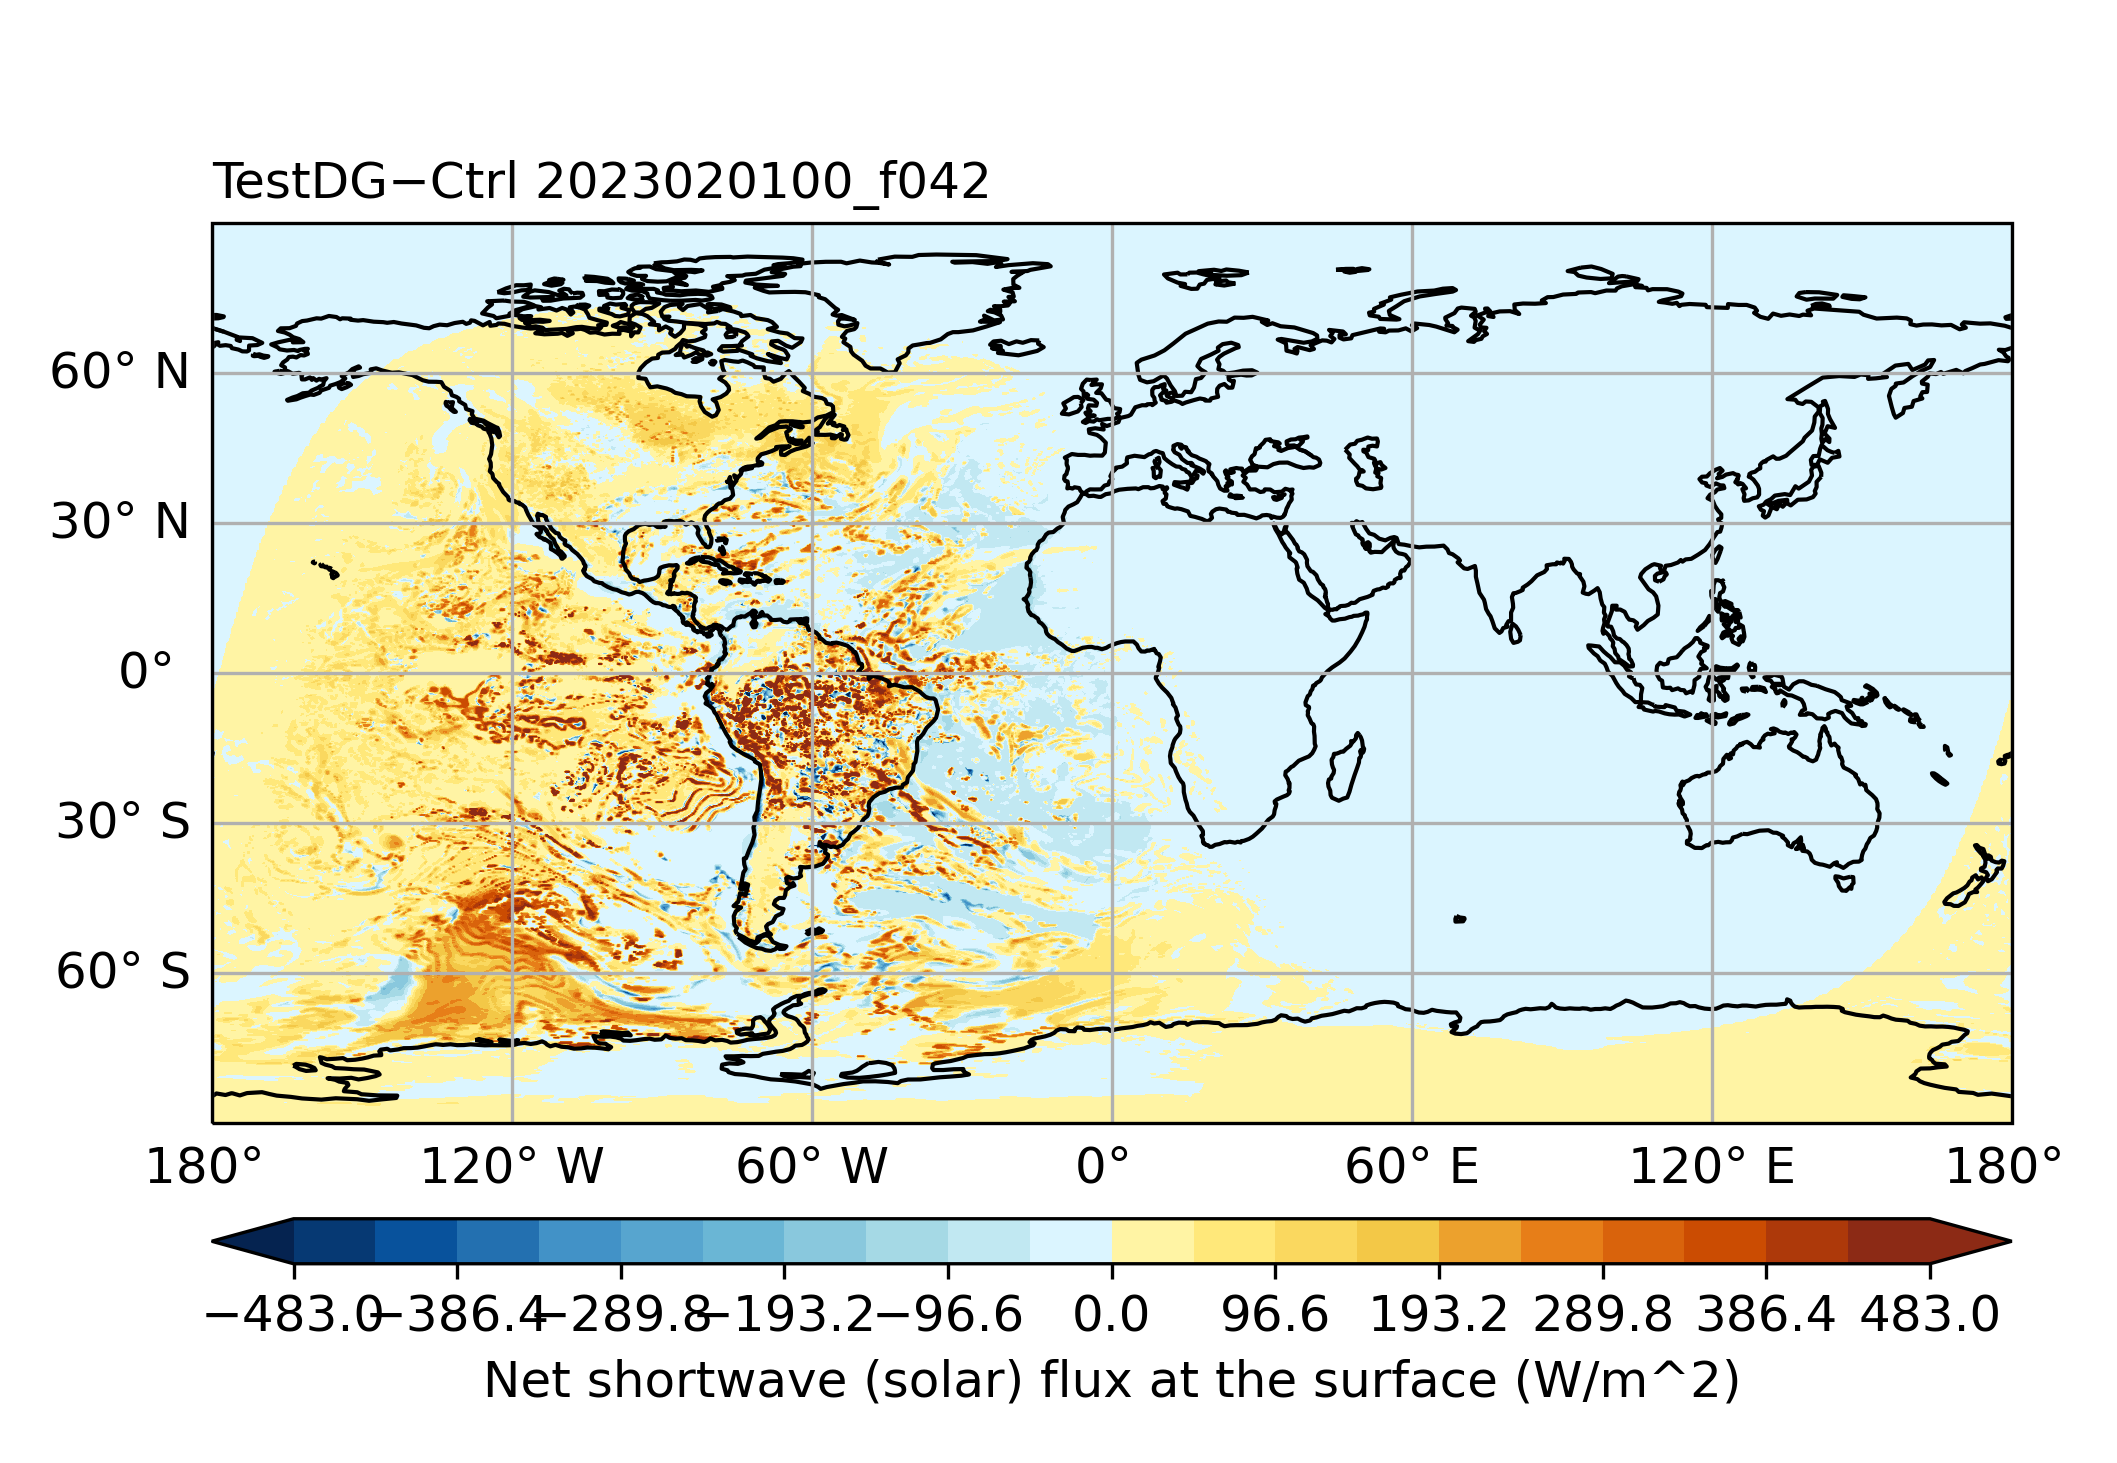 TestDG−Ctrl 2023020100_f042
60° N
30° N
0°
30° S
60° S
180° 120° W 60° W 0° 60° E 120° E 180°
−483.0 −386.4 −289.8 −193.2 −96.6 0.0 96.6 193.2 289.8 386.4 483.0
Net shortwave (solar) flux at the surface (W/m^2)